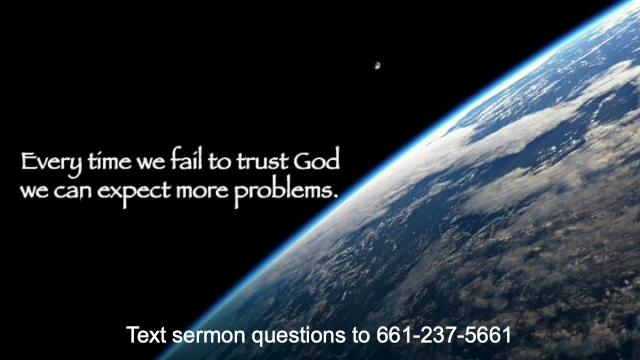 Every time we fail to trust God
we can expect more problems.
Text sermon questions to 661-237-5661